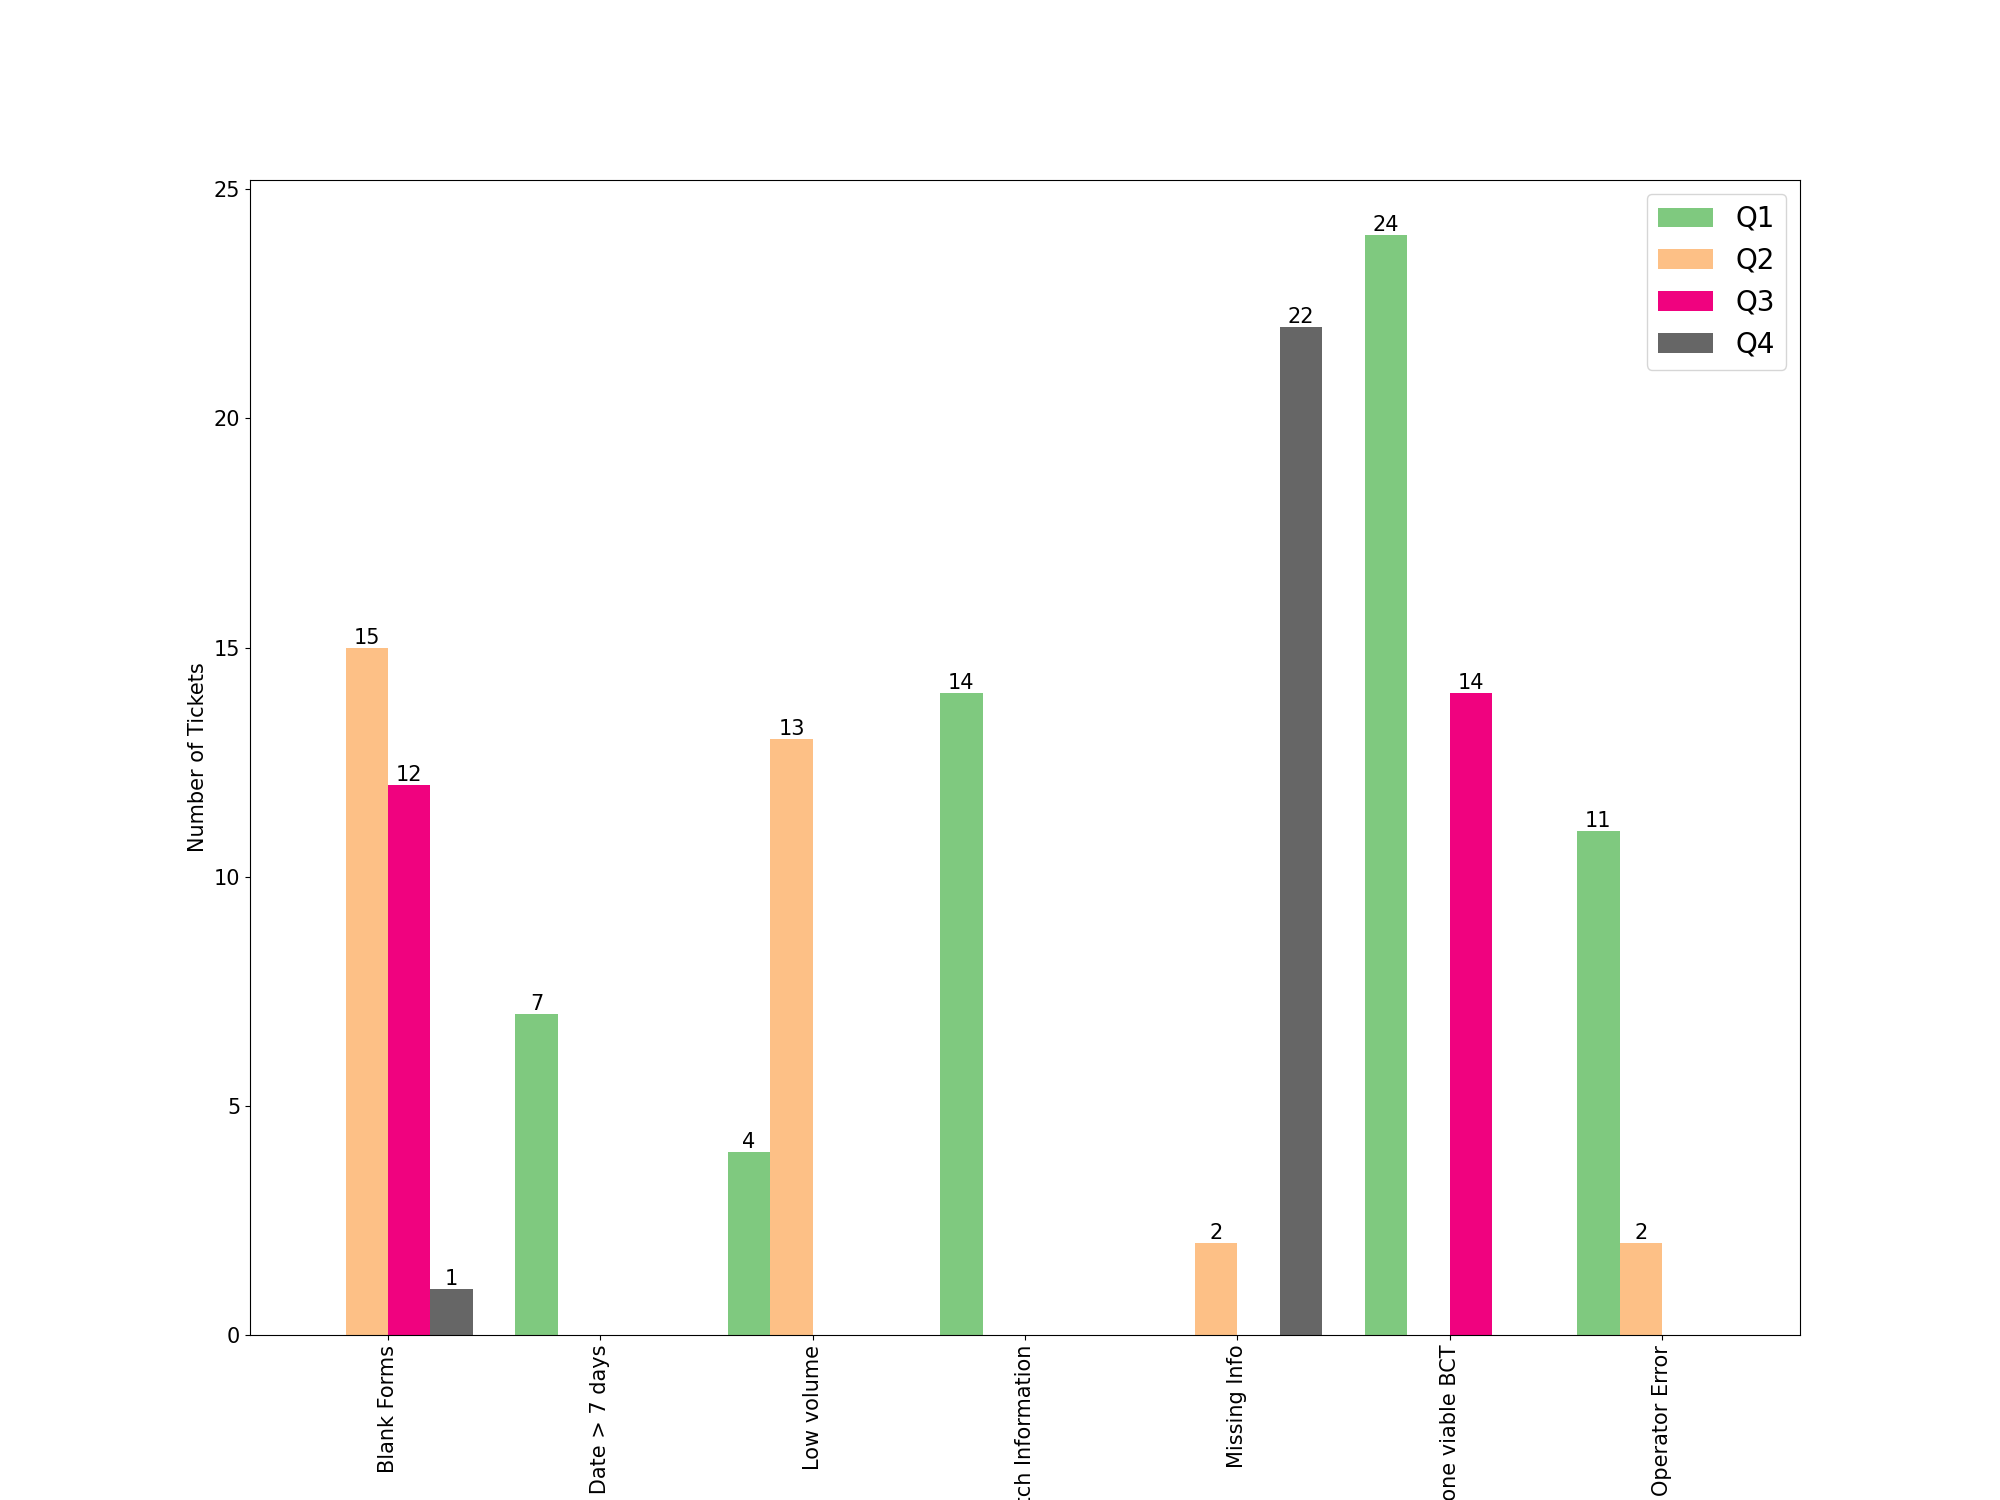 25
20
15
10
5
0
Number of Tickets
Q1
Q2
Q3
Q4
15
12
1
7
4
13
14
2
22
24
14
11
2
Blank Forms
Date > 7 days
Low volume
Information
Missing Info
one viable BCT
Operator Error